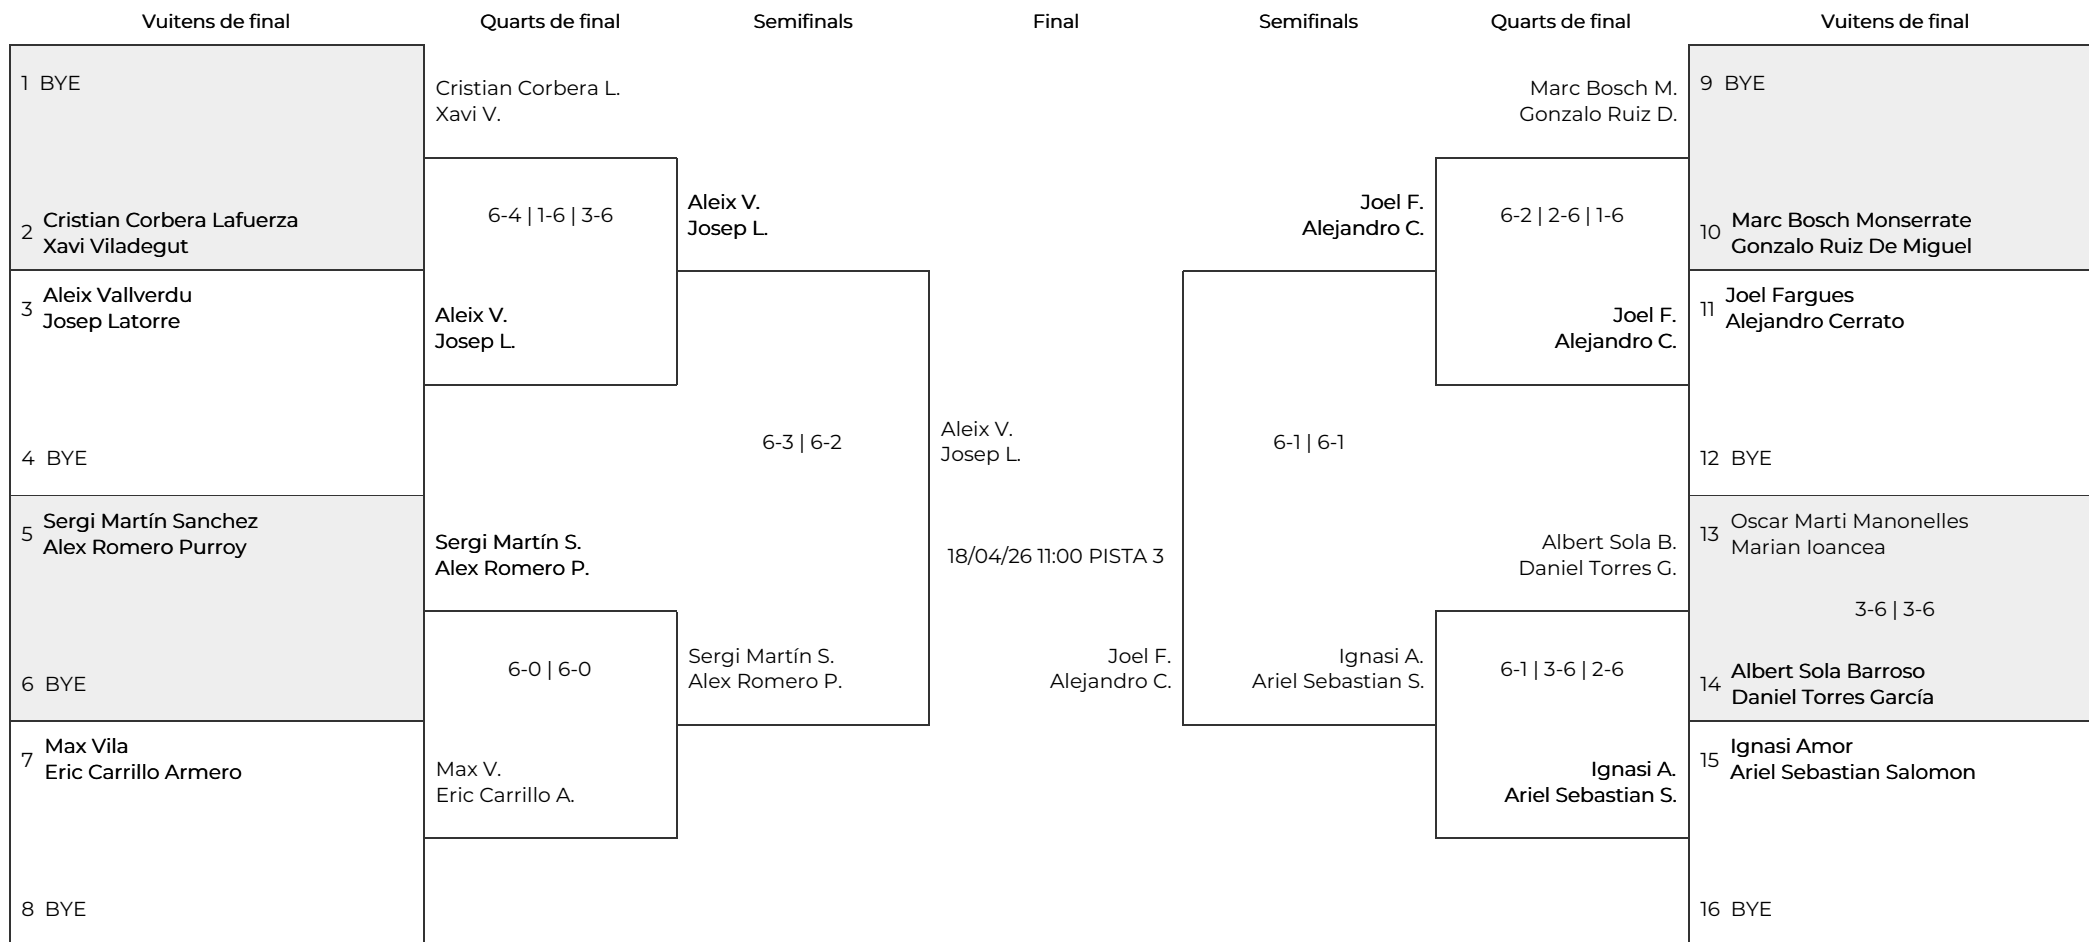 Vuitens de final
Quarts de final
Semifinals
Final
Semifinals
Quarts de final
Vuitens de final
1 BYE
2 Cristian Corbera Lafuerza
Xavi Viladegut
3 Aleix Vallverdu
Josep Latorre
4 BYE
5 Sergi Martín Sanchez
Alex Romero Purroy
6 BYE
7 Max Vila
Eric Carrillo Armero
8 BYE
Cristian Corbera L.
Xavi V.
6-4 | 1-6 | 3-6
Aleix V.
Josep L.
Sergi Martín S.
Alex Romero P.
6-0 | 6-0
Max V.
Eric Carrillo A.
Aleix V.
Josep L.
6-3 | 6-2
Sergi Martín S.
Alex Romero P.
Aleix V.
Josep L.
18/04/26 11:00 PISTA 3
Joel F.
Alejandro C.
Joel F.
Alejandro C.
6-1 | 6-1
Ignasi A.
Ariel Sebastian S.
Marc Bosch M.
Gonzalo Ruiz D.
6-2 | 2-6 | 1-6
Joel F.
Alejandro C.
Albert Sola B.
Daniel Torres G.
6-1 | 3-6 | 2-6
Ignasi A.
Ariel Sebastian S.
9 BYE
10 Marc Bosch Monserrate
Gonzalo Ruiz De Miguel
11 Joel Fargues
Alejandro Cerrato
12 BYE
13 Oscar Marti Manonelles
Marian Ioancea
3-6 | 3-6
14 Albert Sola Barroso
Daniel Torres García
15 Ignasi Amor
Ariel Sebastian Salomon
16 BYE